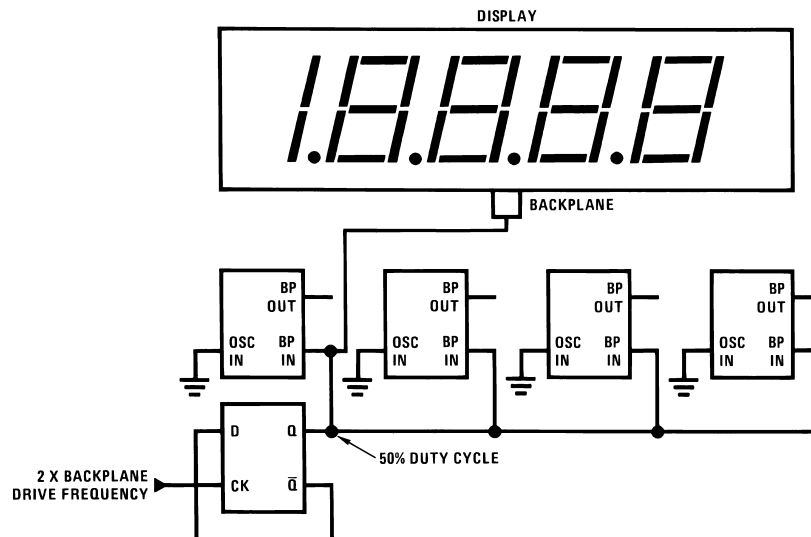 DISPLAY
1.8.8.8.8
BACKPLANE
BP
OUT
OSC
IN
BP
IN
BP
OUT
OSC
IN
BP
IN
BP
OUT
OSC
IN
BP
IN
BP
OUT
OSC
IN
BP
IN
D
Q
CK
Q̅
50% DUTY CYCLE
2 X BACKPLANE
DRIVE FREQUENCY